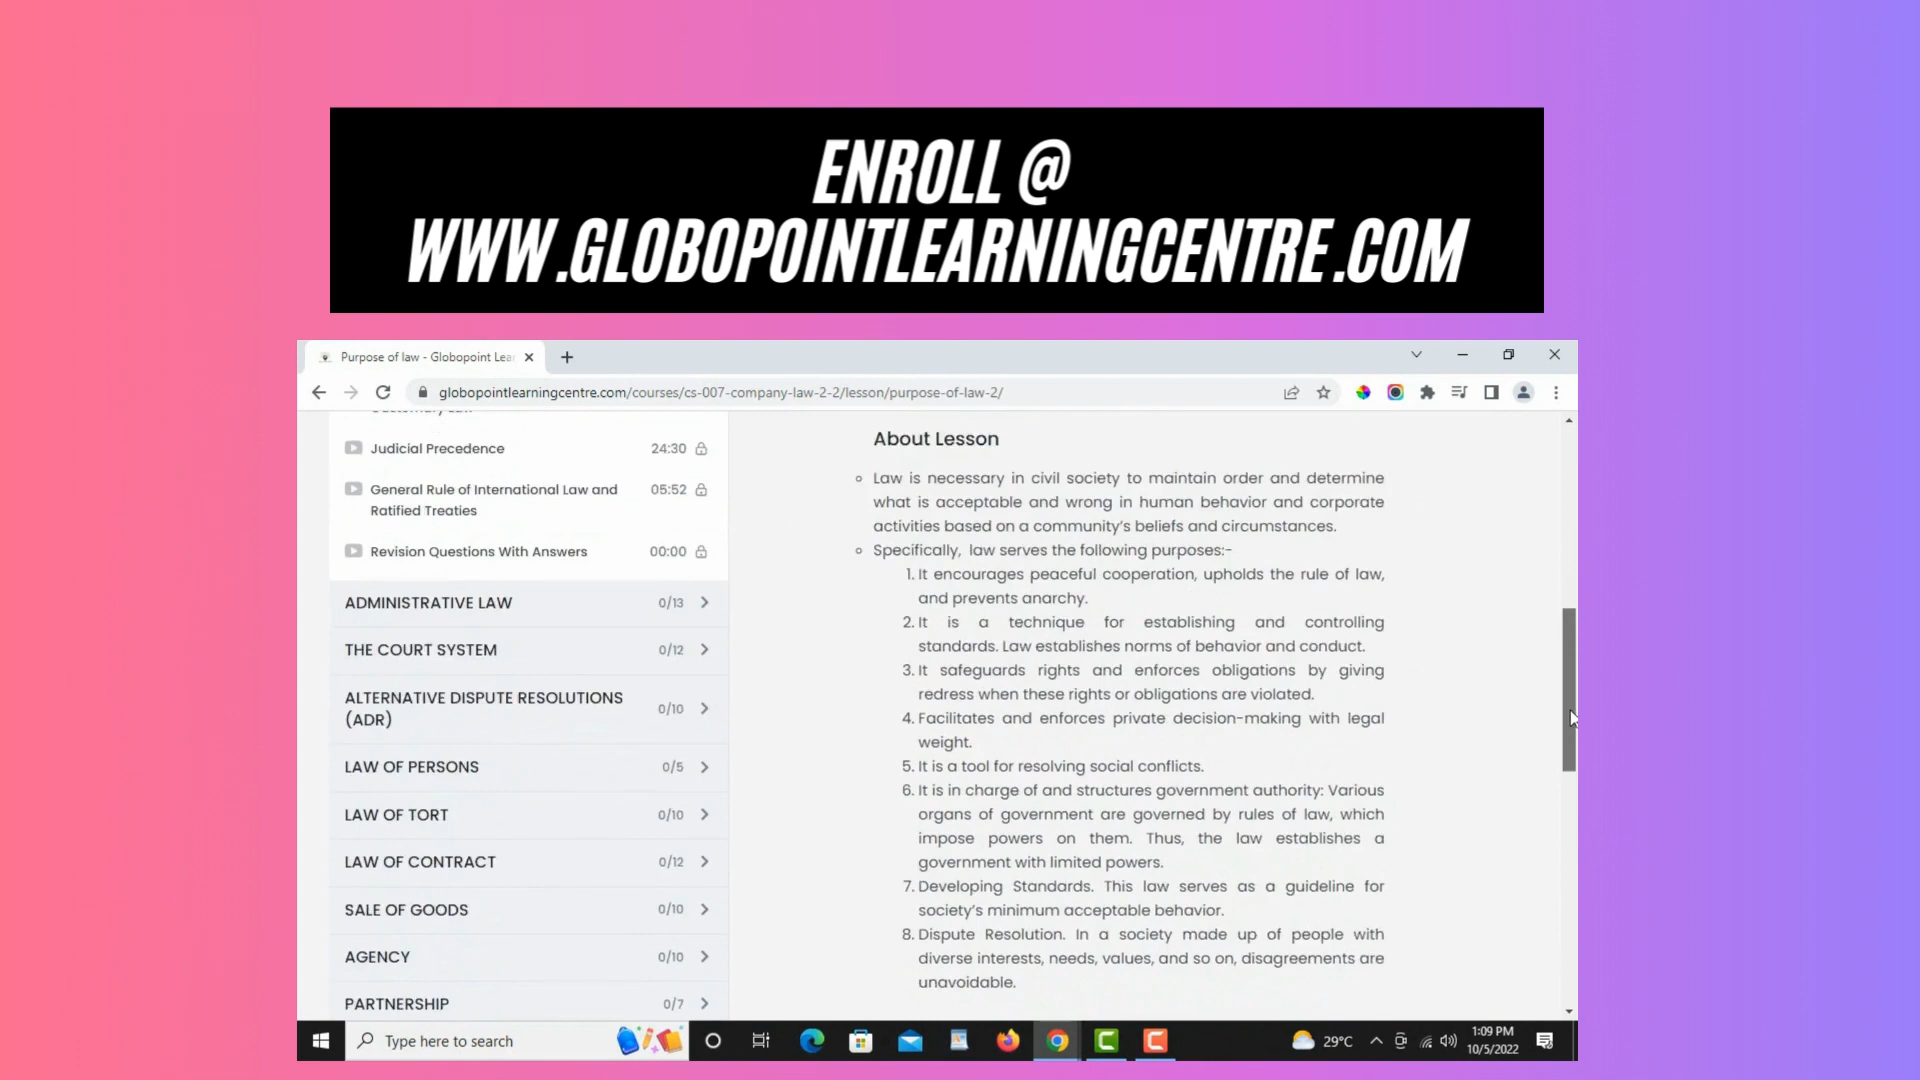 ENROLL @
WWW.GLOBOPOINTLEARNINGCENTRE.COM
Purpose of law - Globopoint Lea
globopointlearningcentre.com/courses/cs-007-company-law-2-2/lesson/purpose-of-law-2/
Judicial Precedence 24:30
General Rule of International Law and 05:52
Ratified Treaties
Revision Questions With Answers 00:00
ADMINISTRATIVE LAW 0/13
THE COURT SYSTEM 0/12
ALTERNATIVE DISPUTE RESOLUTIONS
(ADR) 0/10
LAW OF PERSONS 0/5
LAW OF TORT 0/10
LAW OF CONTRACT 0/12
SALE OF GOODS 0/10
AGENCY 0/10
PARTNERSHIP 0/7
About Lesson
Law is necessary in civil society to maintain order and determine
what is acceptable and wrong in human behavior and corporate
activities based on a community's beliefs and circumstances.
Specifically, law serves the following purposes:-
1. It encourages peaceful cooperation, upholds the rule of law,
and prevents anarchy.
2. It is a technique for establishing and controlling
standards. Law establishes norms of behavior and conduct.
3. It safeguards rights and enforces obligations by giving
redress when these rights or obligations are violated.
4. Facilitates and enforces private decision-making with legal
weight.
5. It is a tool for resolving social conflicts.
6. It is in charge of and structures government authority: Various
organs of government are governed by rules of law, which
impose powers on them. Thus, the law establishes a
government with limited powers.
7. Developing Standards. This law serves as a guideline for
society's minimum acceptable behavior.
8. Dispute Resolution. In a society made up of people with
diverse interests, needs, values, and so on, disagreements are
unavoidable.
Type here to search
29°C
1:09 PM
10/5/2022